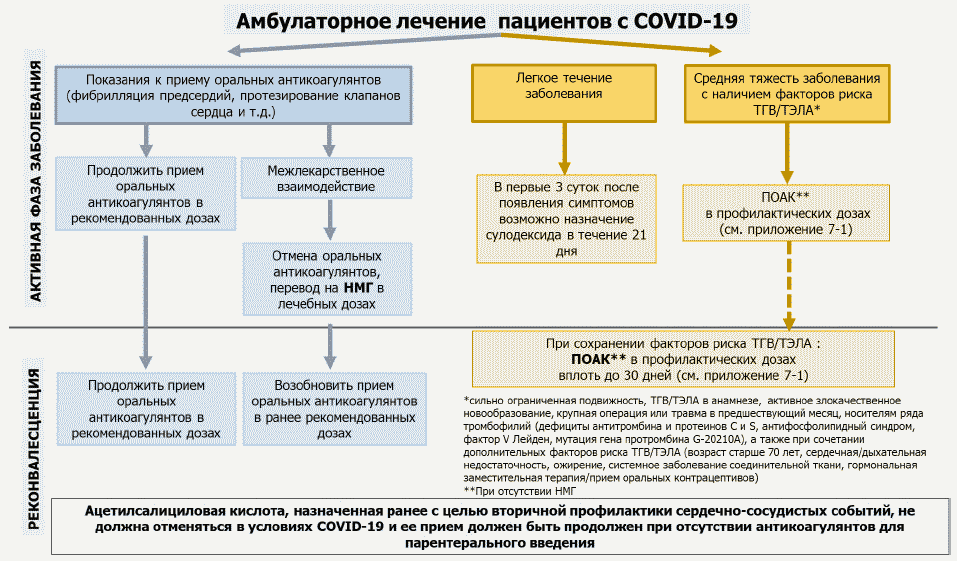 Амбулаторное лечение пациентов с COVID-19
АКТИВНАЯ ФАЗА ЗАБОЛЕВАНИЯ
Показания к приему оральных антикоагулянтов
(фибрилляция предсердий, протезирование клапанов
сердца и т.д.)
Легкое течение
заболевания
Средняя тяжесть заболевания
с наличием факторов риска
ТГВ/ТЭЛА*
Продолжить прием
оральных
антикоагулянтов в
рекомендованных дозах
Межлекарственное
взаимодействие
В первые 3 суток после
появления симптомов
возможно назначение
сулодексида в течение 21
дня
ПОАК**
в профилактических дозах
(см. приложение 7-1)
Отмена оральных
антикоагулянтов,
перевод на НМГ в
лечебных дозах
РЕКОНВАЛЕСЦЕНЦИЯ
Продолжить прием
оральных
антикоагулянтов в
рекомендованных дозах
Возобновить прием
оральных антикоагулянтов
в ранее рекомендованных
дозах
При сохранении факторов риска ТГВ/ТЭЛА :
ПОАК** в профилактических дозах
вплоть до 30 дней (см. приложение 7-1)
*сильно ограниченная подвижность, ТГВ/ТЭЛА в анамнезе, активное злокачественное
новообразование, крупная операция или травма в предшествующий месяц, носителям ряда
тромбофилий (дефициты антитромбина и протеинов С и S, антифосфолипидный синдром,
фактор V Лейден, мутация гена протромбина G-20210A), а также при сочетании
дополнительных факторов риска ТГВ/ТЭЛА (возраст старше 70 лет, сердечная/дыхательная
недостаточность, ожирение, системное заболевание соединительной ткани, гормональная
заместительная терапия/прием оральных контрацептивов)
**При отсутствии НМГ
Ацетилсалициловая кислота, назначенная ранее с целью вторичной профилактики сердечно-сосудистых событий, не
должна отменяться в условиях COVID-19 и ее прием должен быть продолжен при отсутствии антикоагулянтов для
парентерального введения